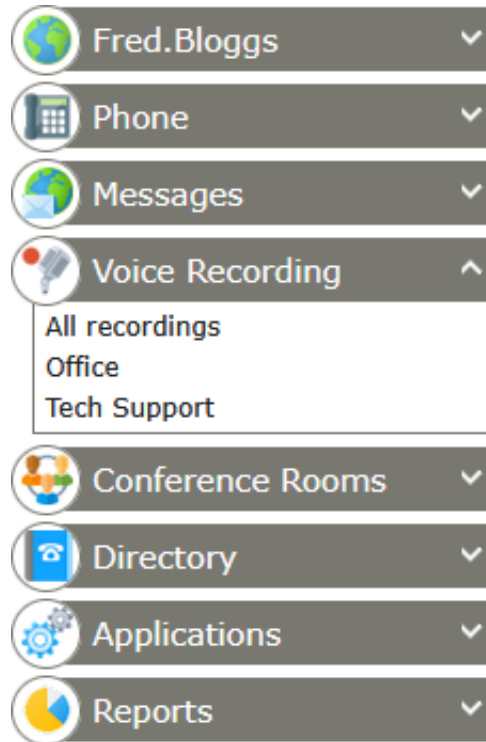 Fred.Bloggs
Phone
Messages
Voice Recording
All recordings
Office
Tech Support
Conference Rooms
Directory
Applications
Reports